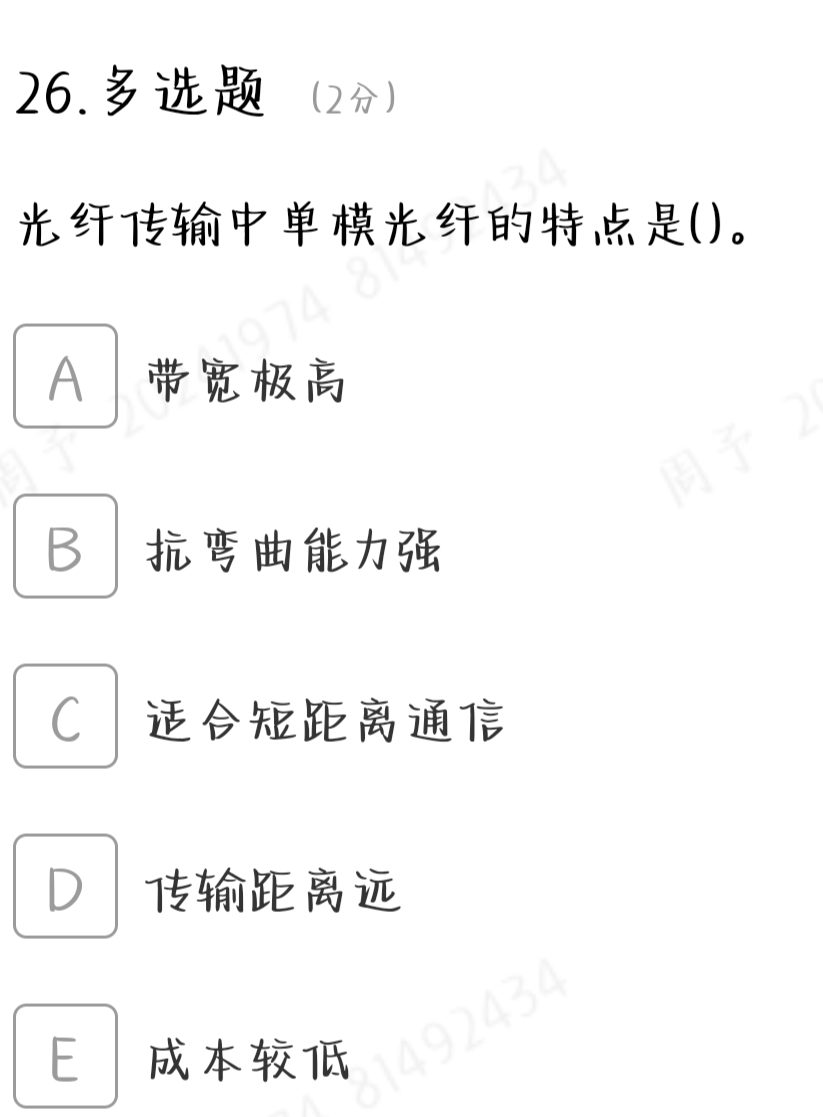 26.多选题 (2分)
光纤传输中单模光纤的特点是()。
A 带宽极高
B 抗弯曲能力强
C 适合短距离通信
D 传输距离远
E 成本较低